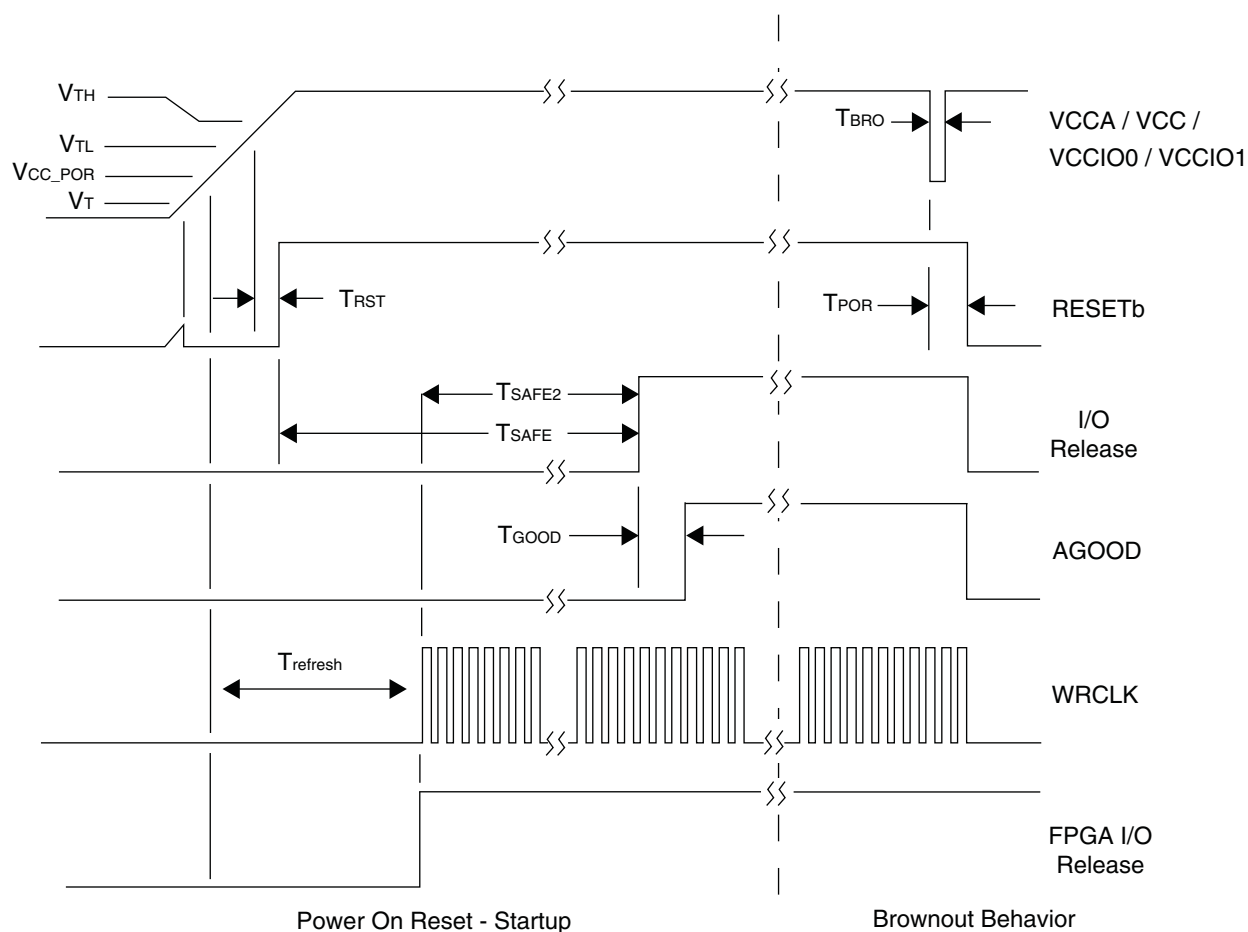 VTH
VTL
VCC_POR
VT
TBRO
VCCA / VCC /
VCCIO0 / VCCIO1
TRST
TPOR
RESETb
TSAFE2
TSAFE
I/O
Release
TGOOD
AGOOD
Trefresh
WRCLK
FPGA I/O
Release
Power On Reset - Startup
Brownout Behavior